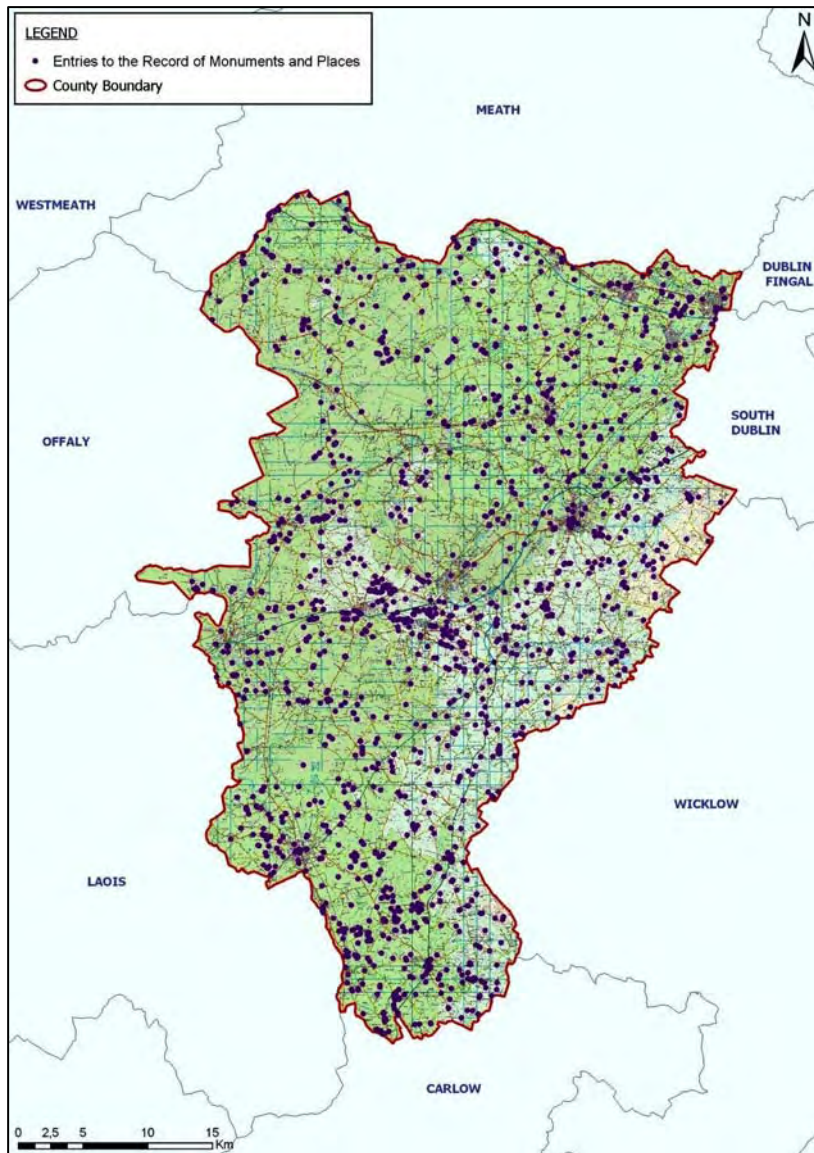 LEGEND
Entries to the Record of Monuments and Places
County Boundary
N
MEATH
WESTMEATH
DUBLIN
FINGAL
OFFALY
SOUTH
DUBLIN
WICKLOW
LAOIS
CARLOW
0 2,5 5 10 15
Km